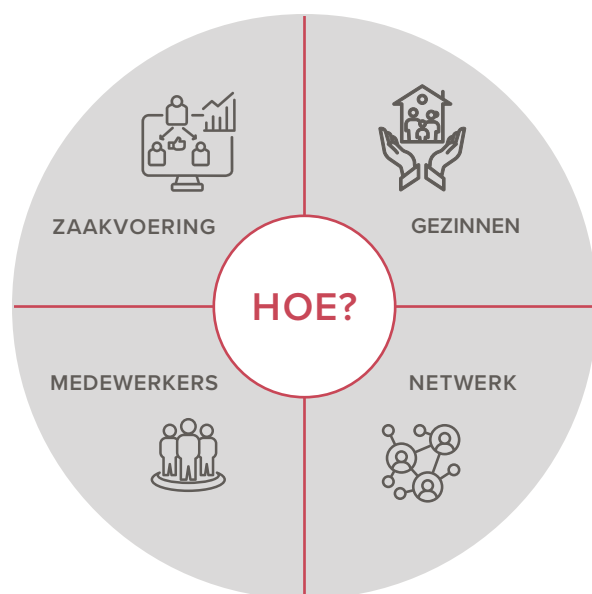 ZAAKVOERING
GEZINNEN
HOE?
MEDEWERKERS
NETWERK